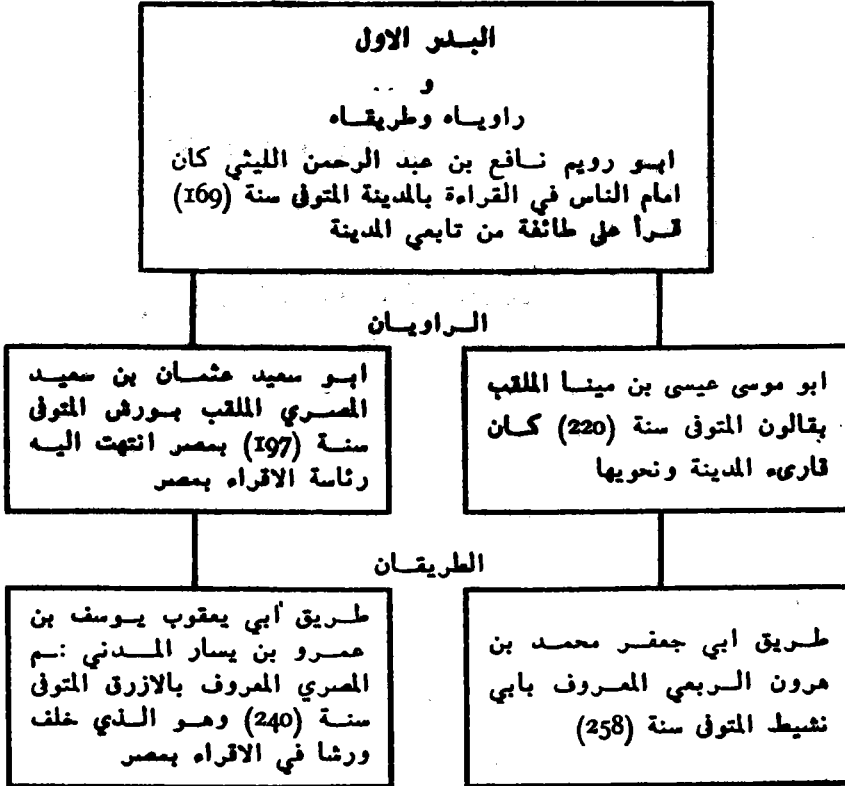 البدر الاول
و
راوياه وطريقاه
ابو رويم نافع بن عبد الرحمن الليثي كان
امام الناس في القراءة بالمدينة المتوفى سنة (169)
قرأ على طائفة من تابعي المدينة
الراويان
ابو موسى عيسى بن مينا الملقب
بقالون المتوفى سنة (220) كان
قارىء المدينة ونحويها
ابو سعيد عثمان بن سعيد
المصري الملقب بورش المتوفى
سنة (197) بمصر انتهت اليه
رئاسة الاقراء بمصر
الطريقان
طريق ابي جعفر محمد بن
هرون الربعي المعروف بابي
نشيط المتوفى سنة (258)
طريق أبي يعقوب يوسف بن
عمرو بن يسار المدني ثم
المصري المعروف بالازرق المتوفى
سنة (240) وهو الذي خلف
ورشا في الاقراء بمصر